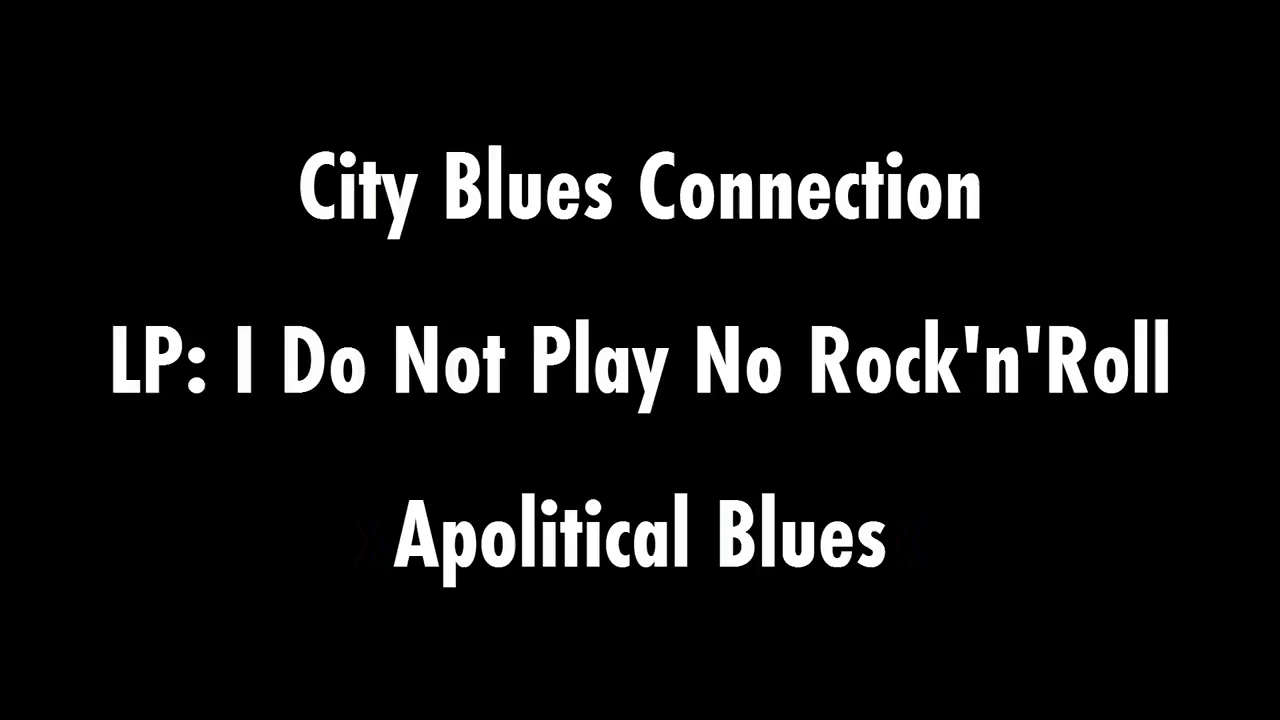 City Blues Connection
LP: I Do Not Play No Rock'n'Roll
Apolitical Blues